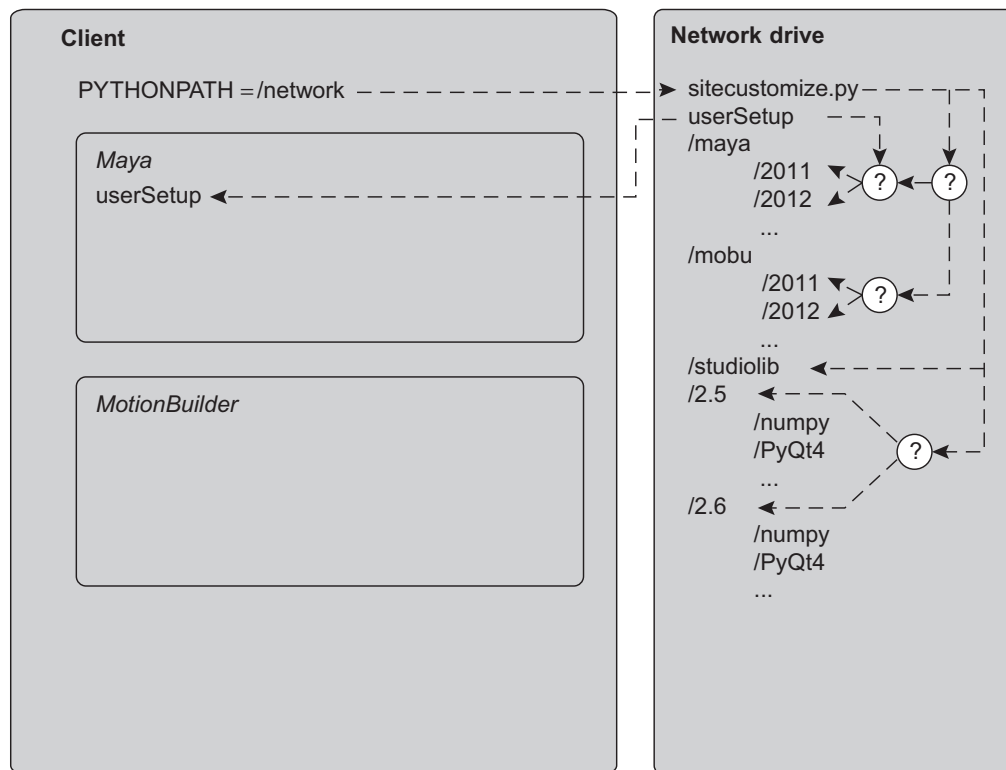 Client
PYTHONPATH =/network
Maya
userSetup
MotionBuilder
Network drive
sitecustomize.py
userSetup
/maya
/2011
?
?
/2012
...
/mobu
/2011
?
/2012
...
/studiolib
/2.5
/numpy
/PyQt4
?
...
/2.6
/numpy
/PyQt4
...